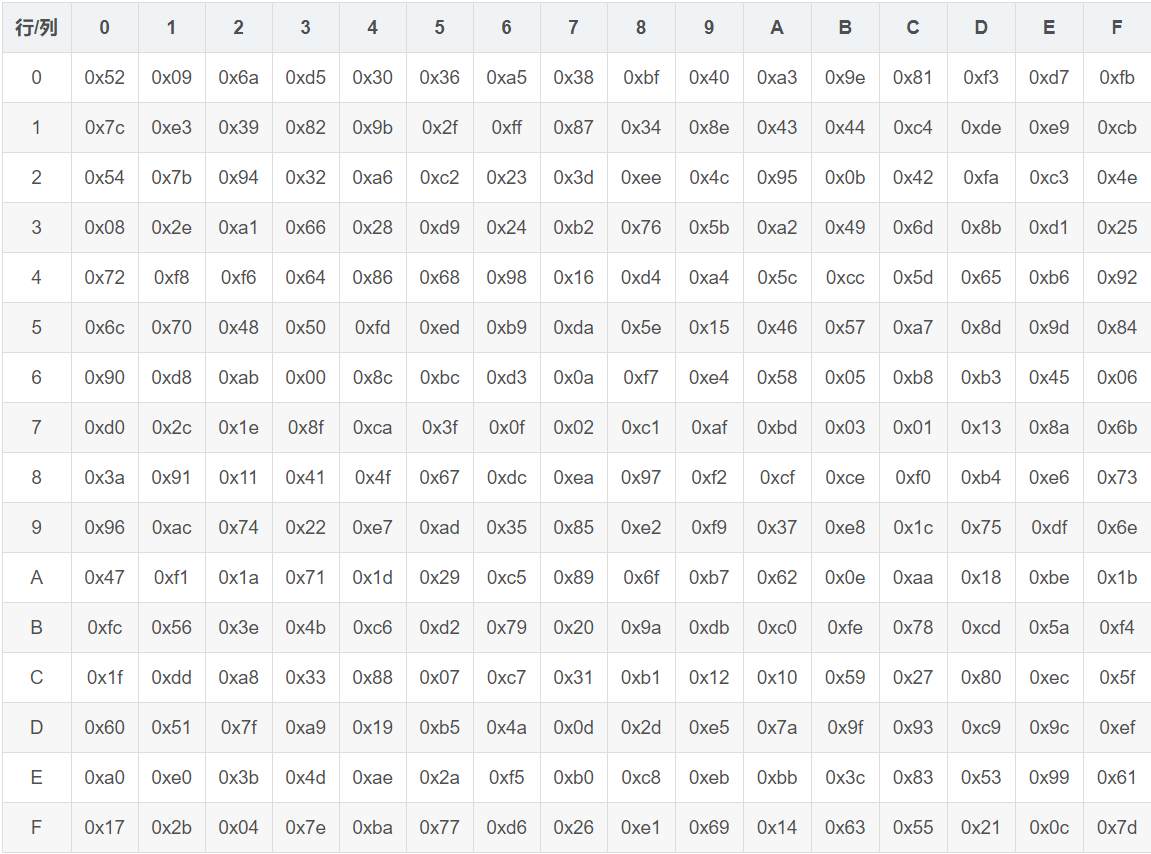 行/列 0 1 2 3 4 5 6 7 8 9 A B C D E F
0 0x52 0x09 0x6a 0xd5 0x30 0x36 0xa5 0x38 0xbf 0x40 0xa3 0x9e 0x81 0xf3 0xd7 0xfb
1 0x7c 0xe3 0x39 0x82 0x9b 0x2f 0xff 0x87 0x34 0x8e 0x43 0x44 0xc4 0xde 0xe9 0xcb
2 0x54 0x7b 0x94 0x32 0xa6 0xc2 0x23 0x3d 0xee 0x4c 0x95 0x0b 0x42 0xfa 0xc3 0x4e
3 0x08 0x2e 0xa1 0x66 0x28 0xd9 0x24 0xb2 0x76 0x5b 0xa2 0x49 0x6d 0x8b 0xd1 0x25
4 0x72 0xf8 0xf6 0x64 0x86 0x68 0x98 0x16 0xd4 0xa4 0x5c 0xcc 0x5d 0x65 0xb6 0x92
5 0x6c 0x70 0x48 0x50 0xfd 0xed 0xb9 0xda 0x5e 0x15 0x46 0x57 0xa7 0x8d 0x9d 0x84
6 0x90 0xd8 0xab 0x00 0x8c 0xbc 0xd3 0x0a 0xf7 0xe4 0x58 0x05 0xb8 0xb3 0x45 0x06
7 0xd0 0x2c 0x1e 0x8f 0xca 0x3f 0x0f 0x02 0xc1 0xaf 0xbd 0x03 0x01 0x13 0x8a 0x6b
8 0x3a 0x91 0x11 0x41 0x4f 0x67 0xdc 0xea 0x97 0xf2 0xcf 0xce 0xf0 0xb4 0xe6 0x73
9 0x96 0xac 0x74 0x22 0xe7 0xad 0x35 0x85 0xe2 0xf9 0x37 0xe8 0x1c 0x75 0xdf 0x6e
A 0x47 0xf1 0x1a 0x71 0x1d 0x29 0xc5 0x89 0x6f 0xb7 0x62 0x0e 0xaa 0x18 0xbe 0x1b
B 0xfc 0x56 0x3e 0x4b 0xc6 0xd2 0x79 0x20 0x9a 0xdb 0xc0 0xfe 0x78 0xcd 0x5a 0xf4
C 0x1f 0xdd 0xa8 0x33 0x88 0x07 0xc7 0x31 0xb1 0x12 0x10 0x59 0x27 0x80 0xec 0x5f
D 0x60 0x51 0x7f 0xa9 0x19 0xb5 0x4a 0x0d 0x2d 0xe5 0x7a 0x9f 0x93 0xc9 0x9c 0xef
E 0xa0 0xe0 0x3b 0x4d 0xae 0x2a 0xf5 0xb0 0xc8 0xeb 0xbb 0x3c 0x83 0x53 0x99 0x61
F 0x17 0x2b 0x04 0x7e 0xba 0x77 0xd6 0x26 0xe1 0x69 0x14 0x63 0x55 0x21 0x0c 0x7d